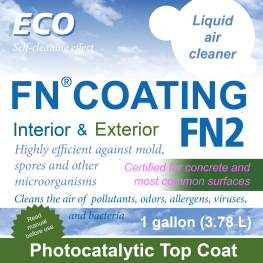 ECO
Self-cleaning effect
Liquid
air
cleaner
FN® COATING
Interior & Exterior FN2
Highly efficient against mold,
spores and other
microorganisms
Certified for concrete and
most common surfaces
Cleans the air of pollutants, odors, allergens, viruses,
and bacteria
Read
manual
before use
1 gallon (3.78 L)
Photocatalytic Top Coat